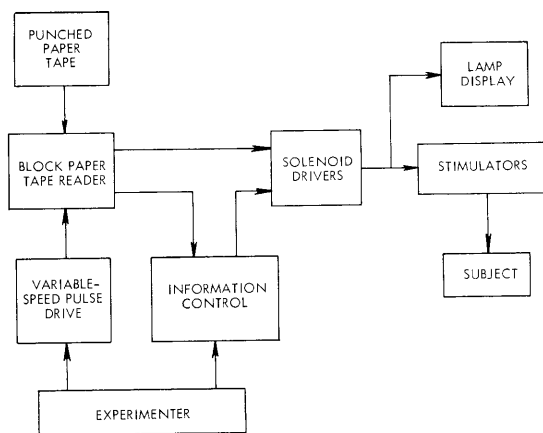 PUNCHED
PAPER
TAPE
LAMP
DISPLAY
BLOCK PAPER
TAPE READER
SOLENOID
DRIVERS
STIMULATORS
VARIABLE-
SPEED PULSE
DRIVE
INFORMATION
CONTROL
SUBJECT
EXPERIMENTER